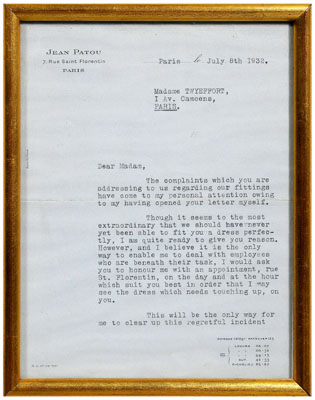 JEAN PATOU
7, Rue Saint Florentin
PARIS
Paris le July 8th 1932.
Madame TWYEFFORT,
1 Av. Camoens,
PARIS.
Dear Madam,
The complaints which you are
addressing to us regarding our fittings
have come to my personal attention owing
to my having opened your letter myself.
Though it seems to the most
extraordinary that we should have never
yet been able to fit you a dress perfec-
tly, I am quite ready to give you reason.
However, and I believe it is the only
way to enable me to deal with employees
who are beneath their task, I would ask
you to honour me with an appointment, rue
St. Florentin, on the day and at the hour
which suit you best in order that I may
see the dress which needs touching up, on
you.
This will be the only way for
me to clear up this regretful incident